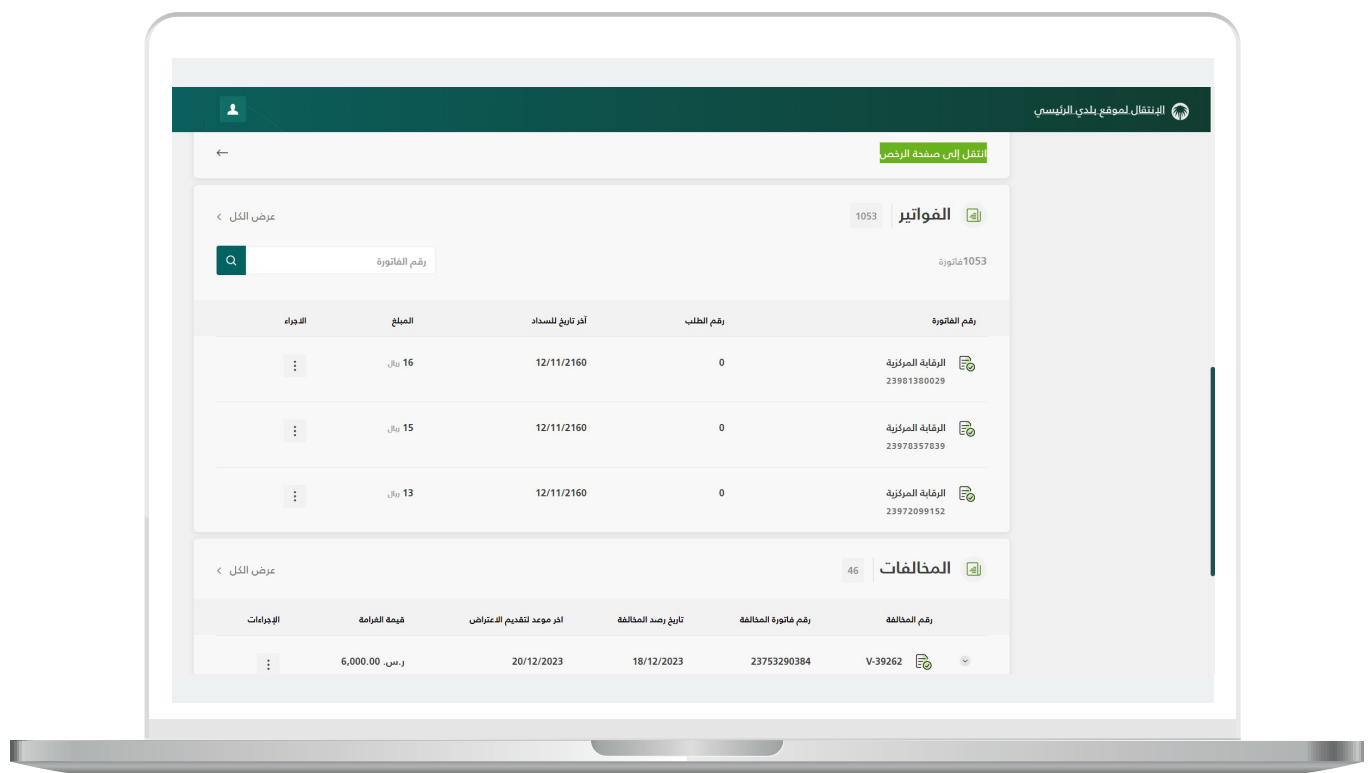 الإنتقال لموقع بلدي الرئيسي
انتقل إلى صفحة الرخص
الفواتير 1053 عرض الكل
1053فاتورة رقم الفاتورة
رقم الفاتورة رقم الطلب آخر تاريخ للسداد المبلغ الاجراء
الرقابة المركزية 0 12/11/2160 16 ريال
23981380029
الرقابة المركزية 0 12/11/2160 15 ريال
23978357839
الرقابة المركزية 0 12/11/2160 13 ريال
23972099152
المخالفات 46 عرض الكل
رقم المخالفة رقم فاتورة المخالفة تاريخ رصد المخالفة اخر موعد لتقديم الاعتراض قيمة الغرامة الإجراءات
V-39262 23753290384 18/12/2023 20/12/2023 ر.س. 6,000.00